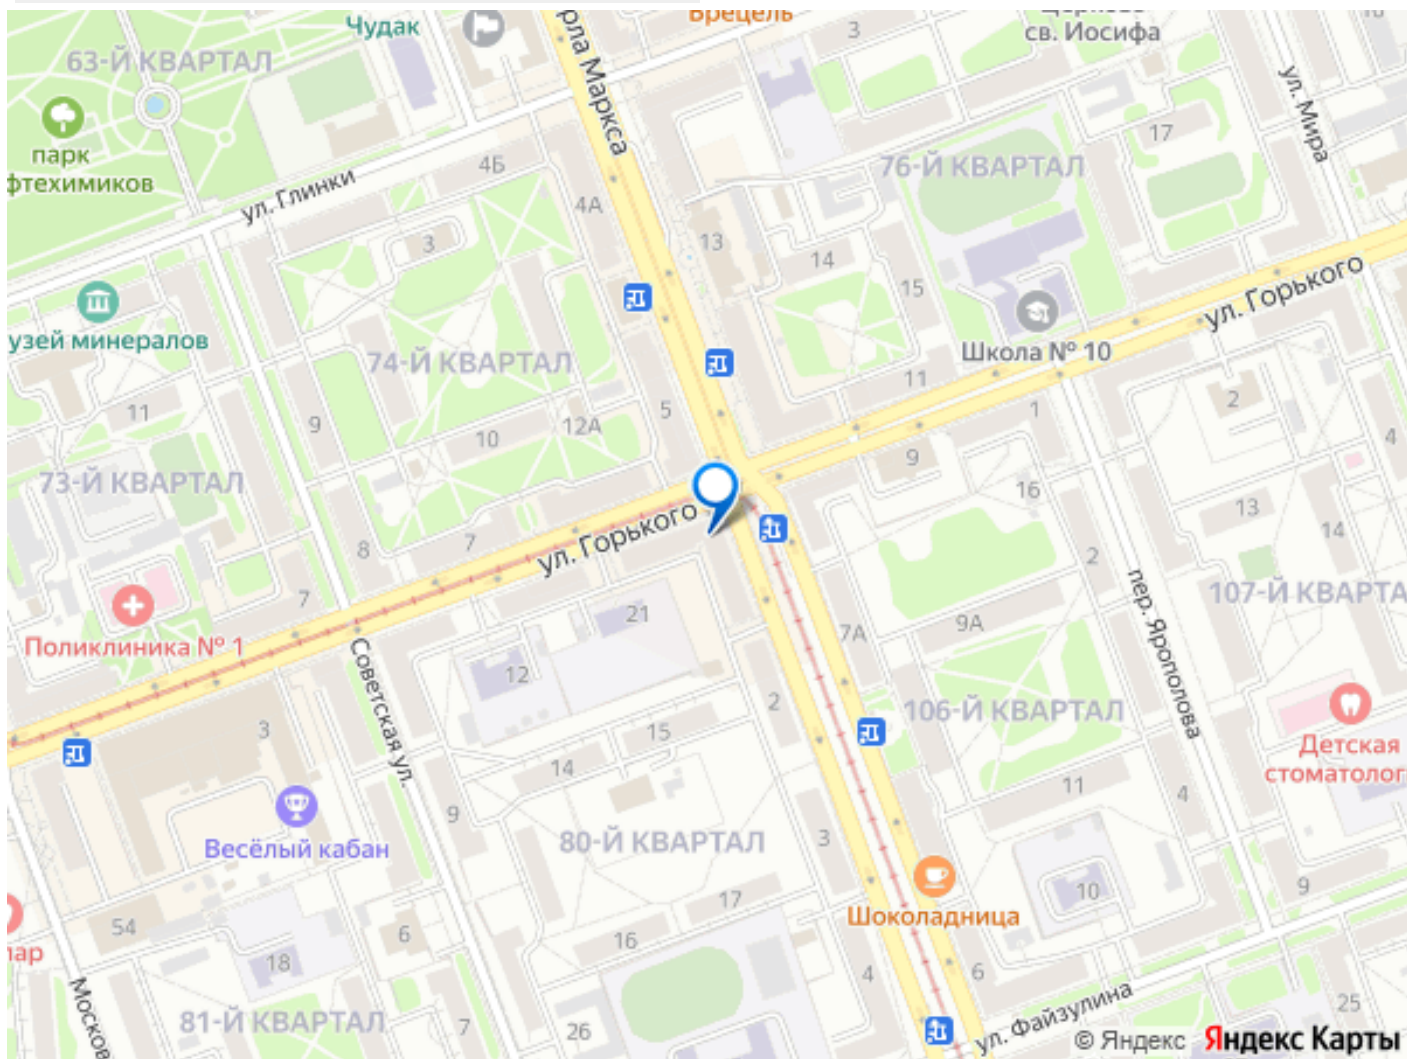 Чудак
Брецель
св. Иосифа
3
63-Й КВАРТАЛ
рла Маркса
ул. Мира
17
парк
фтехимиков
ул. Глинки
4Б
4А
76-Й КВАРТАЛ
3
13
14
15
узей минералов
74-Й КВАРТАЛ
Школа № 10
ул. Горького
11
9
10
12А
5
11
1
2
4
73-Й КВАРТАЛ
9
16
13
14
8
7
ул. Горького
7
21
2
пер. Ярополова
107-Й КВАРТА
Поликлиника № 1
Советская ул.
12
7А
9А
3
15
2
106-Й КВАРТАЛ
Детская
стоматолог
14
11
4
Весёлый кабан
9
80-Й КВАРТАЛ
3
17
Шоколадница
10
9
54
6
16
пар
18
4
6
Москов
81-Й КВАРТАЛ
7
26
ул. Файзулина
25
© Яндекс Яндекс Карты